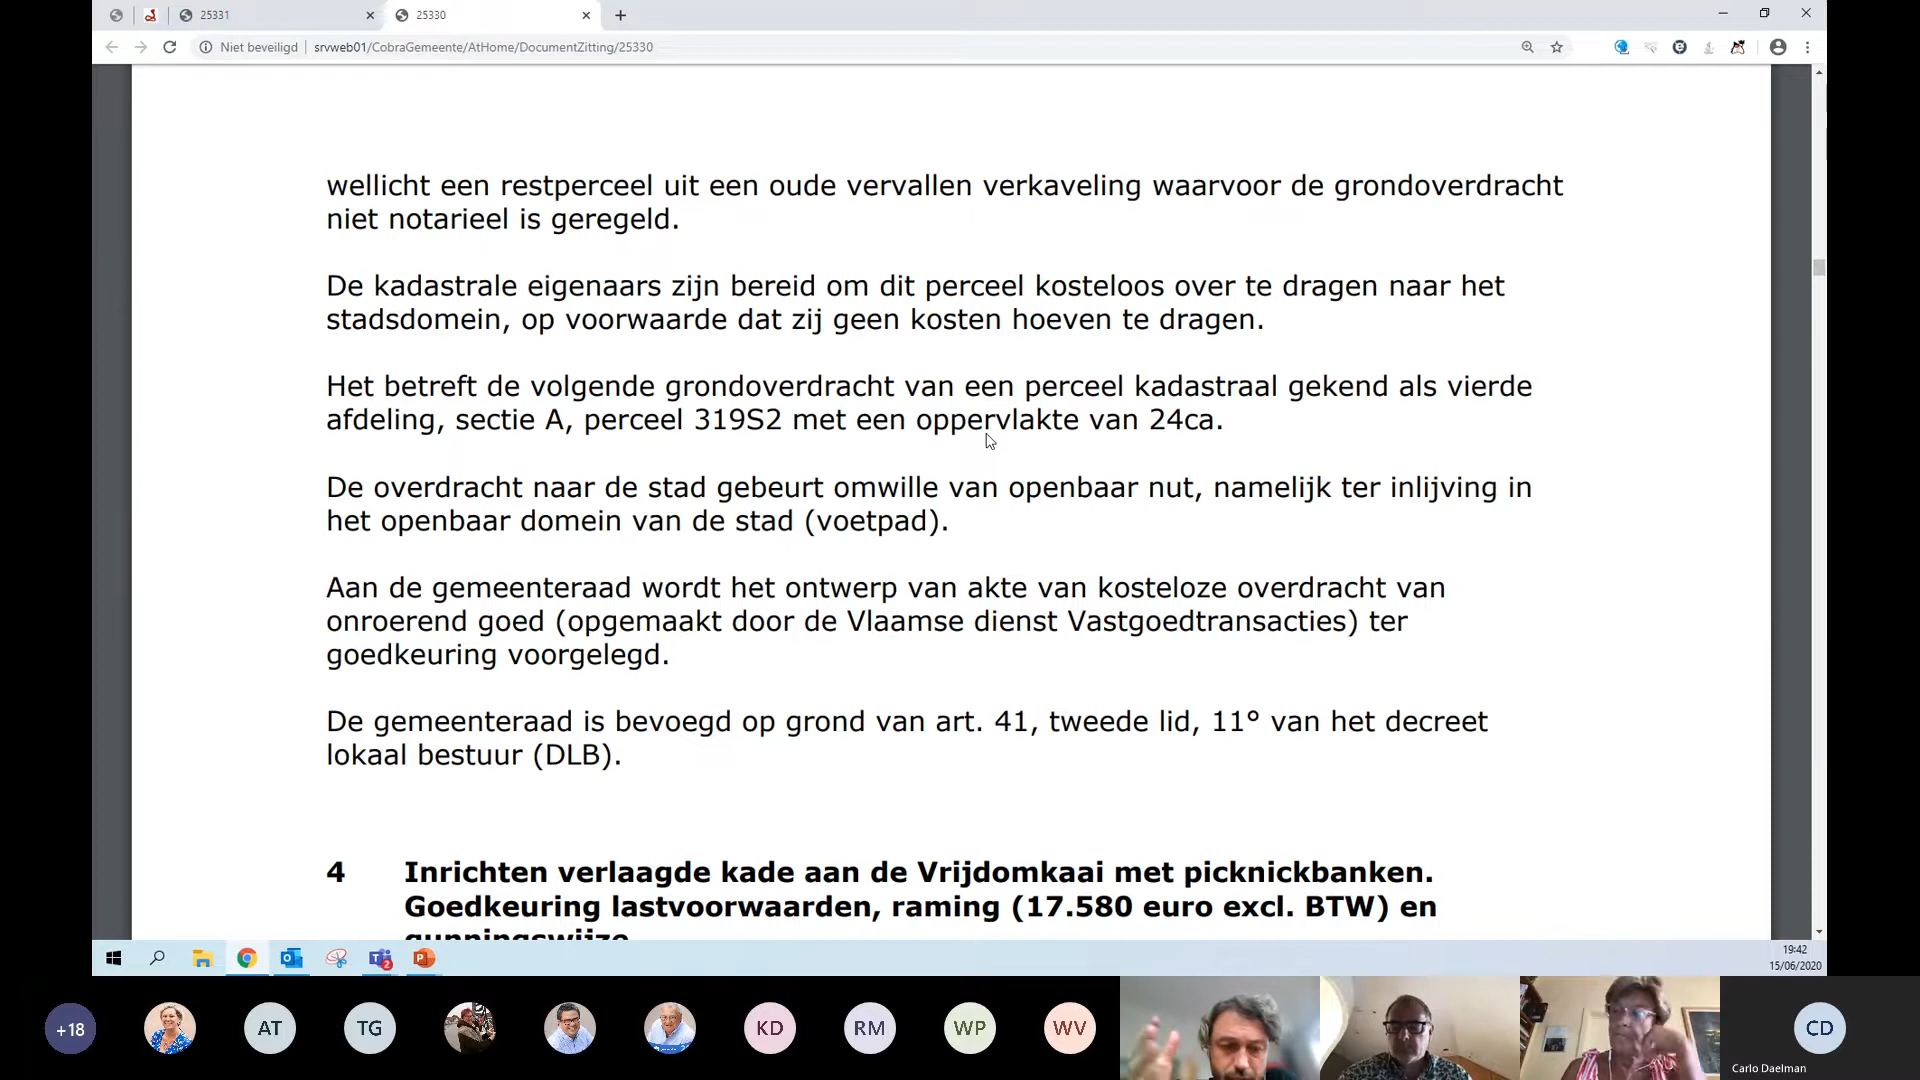 25331
25330
Niet beveiligd
srvweb01/CobraGemeente/AtHome/DocumentZitting/25330
wellicht een restperceel uit een oude vervallen verkaveling waarvoor de grondoverdracht
niet notarieel is geregeld.
De kadastrale eigenaars zijn bereid om dit perceel kosteloos over te dragen naar het
stadsdomein, op voorwaarde dat zij geen kosten hoeven te dragen.
Het betreft de volgende grondoverdracht van een perceel kadastraal gekend als vierde
afdeling, sectie A, perceel 319S2 met een oppervlakte van 24ca.
De overdracht naar de stad gebeurt omwille van openbaar nut, namelijk ter inlijving in
het openbaar domein van de stad (voetpad).
Aan de gemeenteraad wordt het ontwerp van akte van kosteloze overdracht van
onroerend goed (opgemaakt door de Vlaamse dienst Vastgoedtransacties) ter
goedkeuring voorgelegd.
De gemeenteraad is bevoegd op grond van art. 41, tweede lid, 11° van het decreet
lokaal bestuur (DLB).
4 Inrichten verlaagde kade aan de Vrijdomkaai met picknickbanken.
Goedkeuring lastvoorwaarden, raming (17.580 euro excl. BTW) en
gunningswijze
19:42
15/06/2020
+18
AT
TG
KD
RM
WP
WV
CD
Carlo Daelman